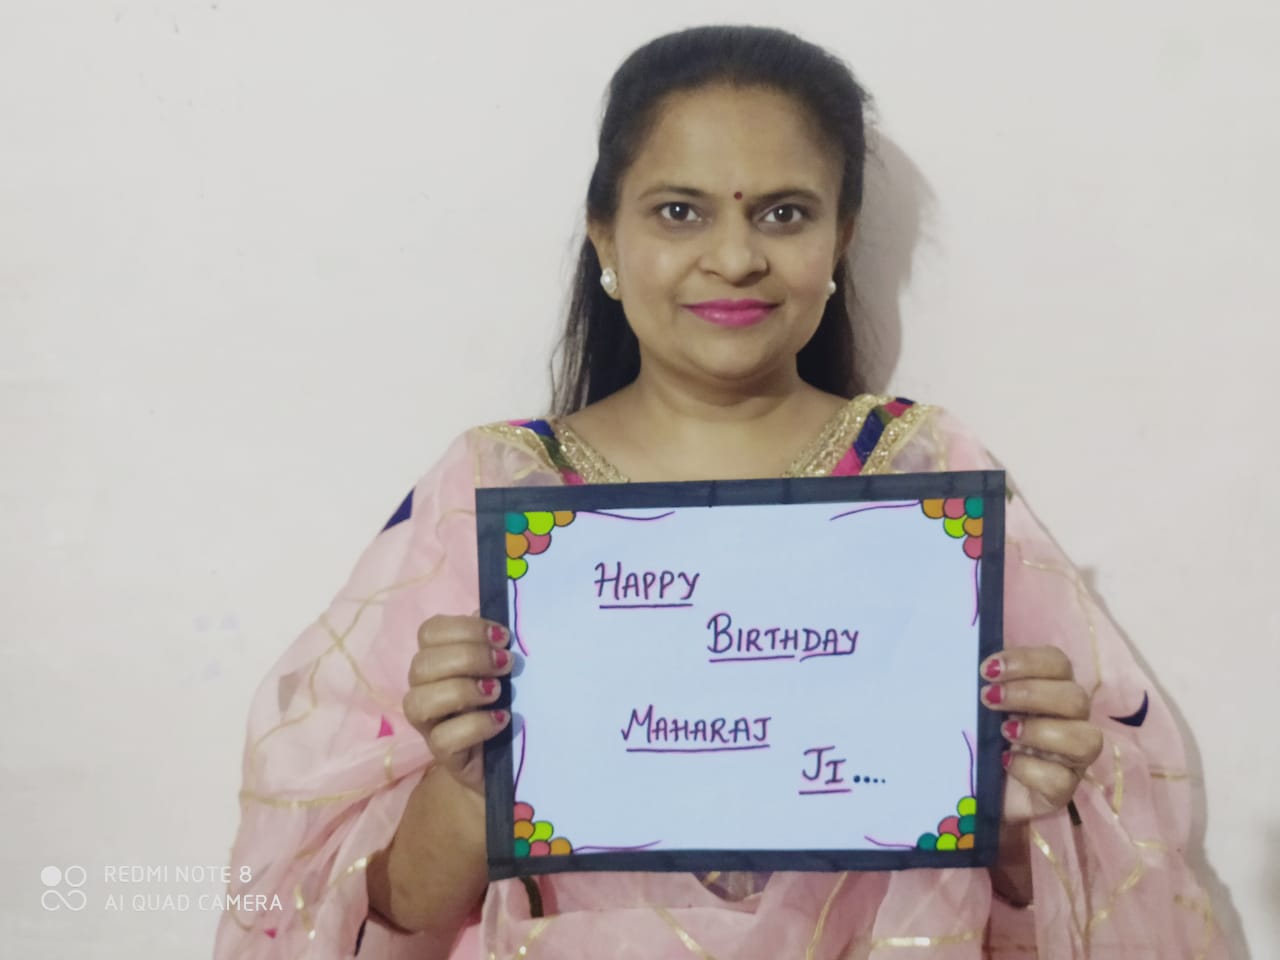 HAPPY
BIRTHDAY
MAHARAJ
JI....
REDMI NOTE 8
AI QUAD CAMERA